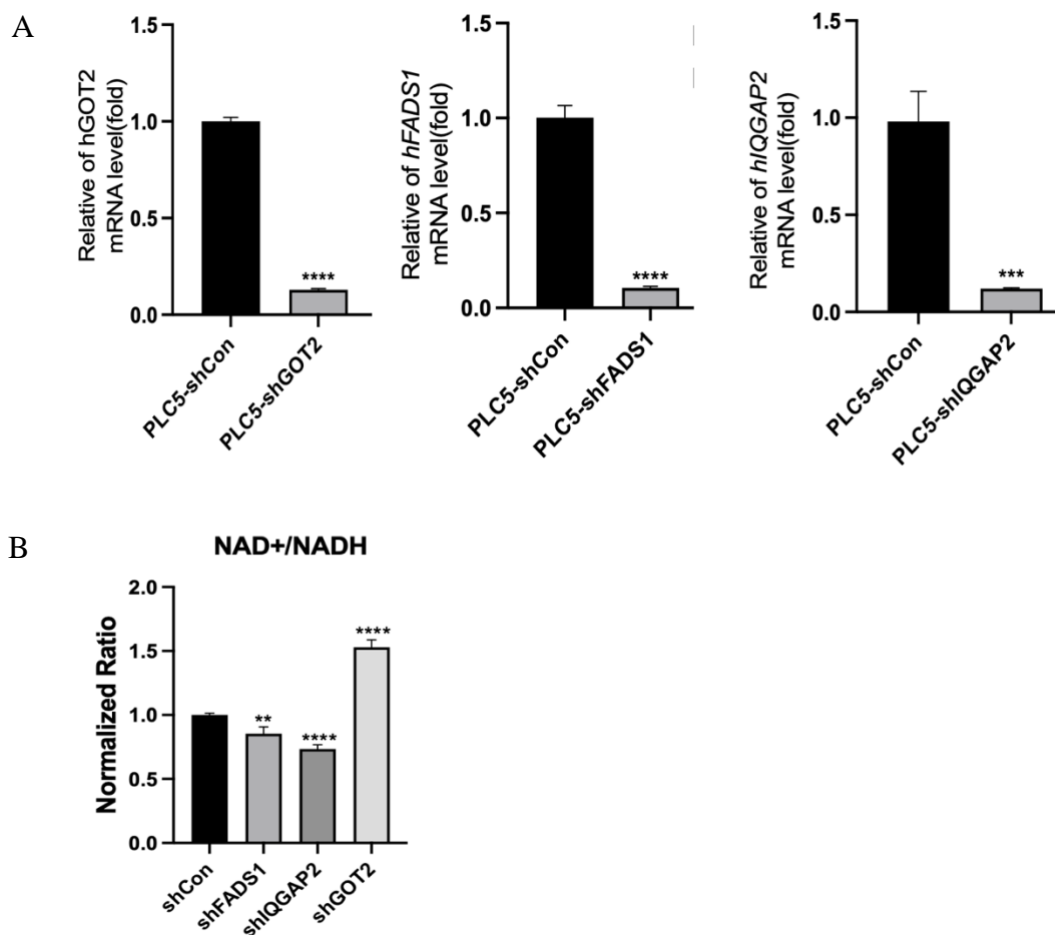 A
Relative of hGOT2
mRNA level(fold)
1.5
1.0
0.5
0.0
****
PLC5-shCon
PLC5-shGOT2
Relative of hFADS1
mRNA level(fold)
1.5
1.0
0.5
0.0
****
PLC5-shCon
PLC5-shFADS1
Relative of hIQGAP2
mRNA level(fold)
1.5
1.0
0.5
0.0
***
PLC5-shCon
PLC5-shIQGAP2
B
NAD+/NADH
Normalized Ratio
2.0
1.5
1.0
0.5
0.0
**
****
****
shCon
shFADS1
shIQGAP2
shGOT2